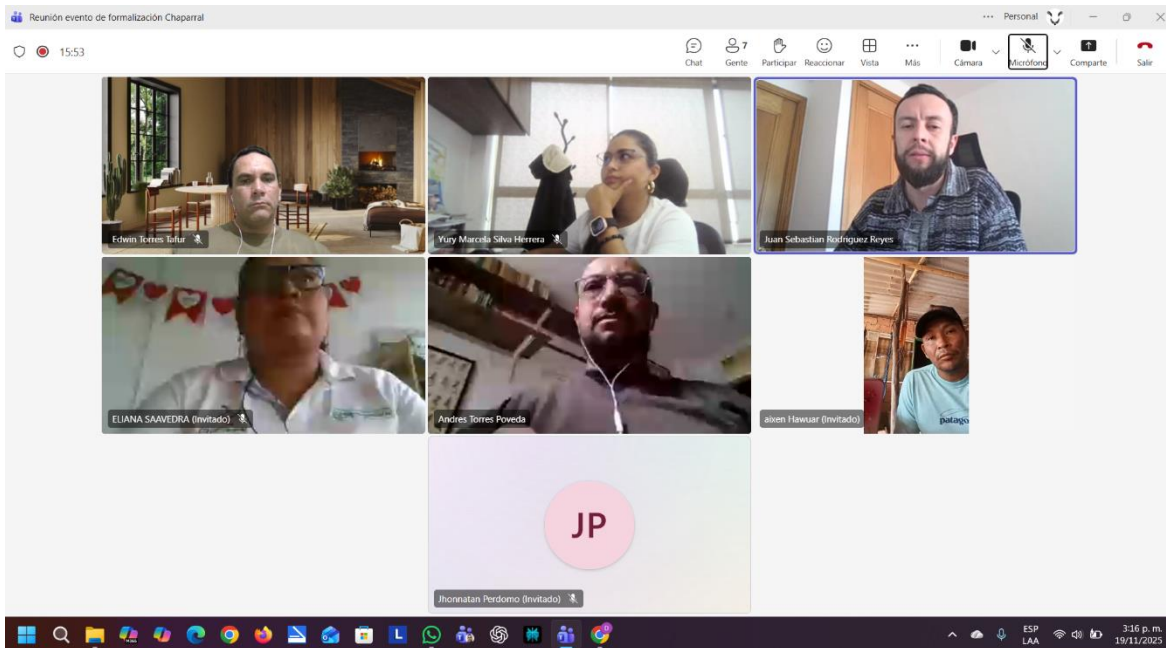 Reunión evento de formalización Chaparral
Personal
15:53
7
Chat
Gente
Participar
Reaccionar
Vista
Más
Cámara
Micrófono
Comparte
Salir
Edwin Torres Tafur
Yury Marcela Silva Herrera
Juan Sebastian Rodriguez Reyes
ELIANA SAAVEDRA (Invitado)
Andres Torres Poveda
aixen Hawuar (Invitado)
patago
JP
Jhonnatan Perdomo (Invitado)
L
ESP
LAA
3:16 p. m.
19/11/2025